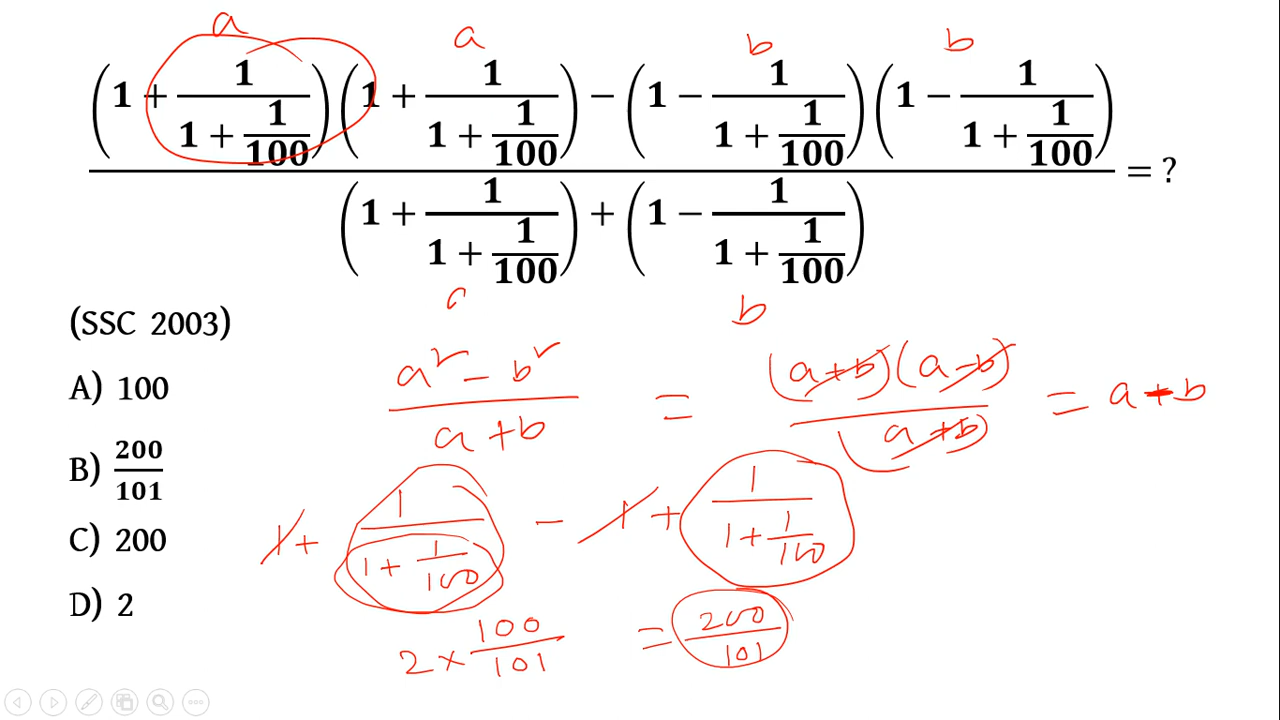 a a b b
(1 + 1/(1 + 1/100)) (1 + 1/(1 + 1/100)) − (1 − 1/(1 + 1/100)) (1 − 1/(1 + 1/100))
(1 + 1/(1 + 1/100)) + (1 − 1/(1 + 1/100))
= ?
a b
(SSC 2003)
A) 100
B) 200/101
C) 200
D) 2
a² − b² / a + b = (a + b)(a − b) / (a + b) = a − b
1 + 1/(1 + 1/100) − 1 + 1/(1 + 1/100)
2 × 100/101 = 200/101